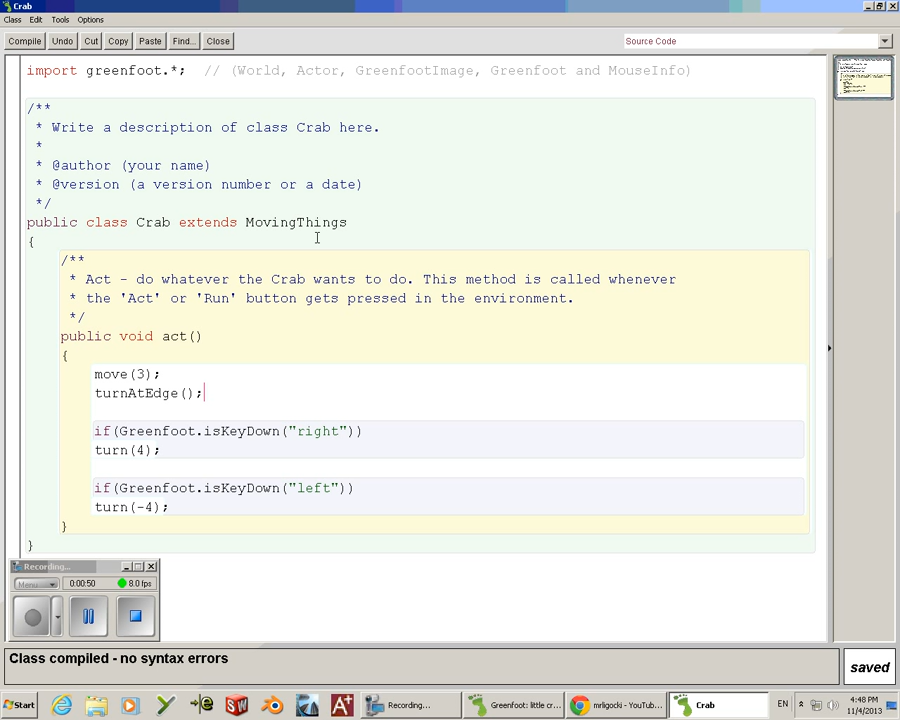 Crab
Class Edit Tools Options
Compile Undo Cut Copy Paste Find... Close Source Code
import greenfoot.*;  // (World, Actor, GreenfootImage, Greenfoot and MouseInfo)
/**
 * Write a description of class Crab here.
 *
 * @author (your name)
 * @version (a version number or a date)
 */
public class Crab extends MovingThings
{
/**
 * Act - do whatever the Crab wants to do. This method is called whenever
 * the 'Act' or 'Run' button gets pressed in the environment.
 */
public void act()
{
move(3);
turnAtEdge();
if(Greenfoot.isKeyDown("right"))
turn(4);
if(Greenfoot.isKeyDown("left"))
turn(-4);
}
}
Recording...
Menu 0:00:50 8.0 fps
Class compiled - no syntax errors
saved
Start Recording... Greenfoot: little cr... mrligocki - YouTub... Crab EN 4:48 PM
11/4/2013